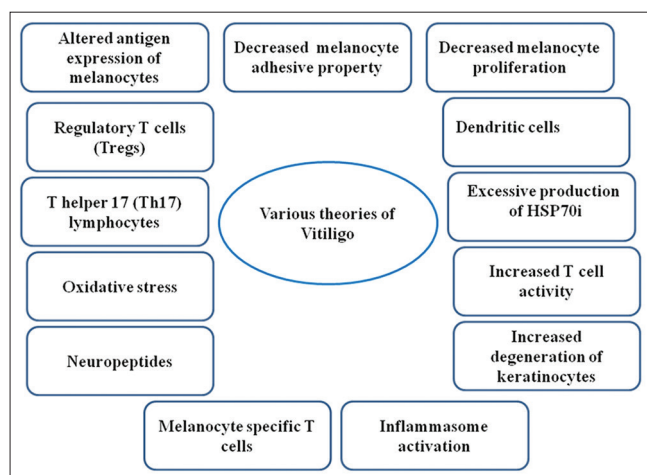 Altered antigen
expression of
melanocytes
Decreased  melanocyte
adhesive property
Decreased melanocyte
proliferation
Regulatory T cells
(Tregs)
Dendritic cells
T helper 17 (Th17)
lymphocytes
Various theories of
Vitiligo
Excessive production
of HSP70i
Oxidative stress
Increased T cell
activity
Neuropeptides
Increased
degeneration of
keratinocytes
Melanocyte specific T
cells
Inflammasome
activation